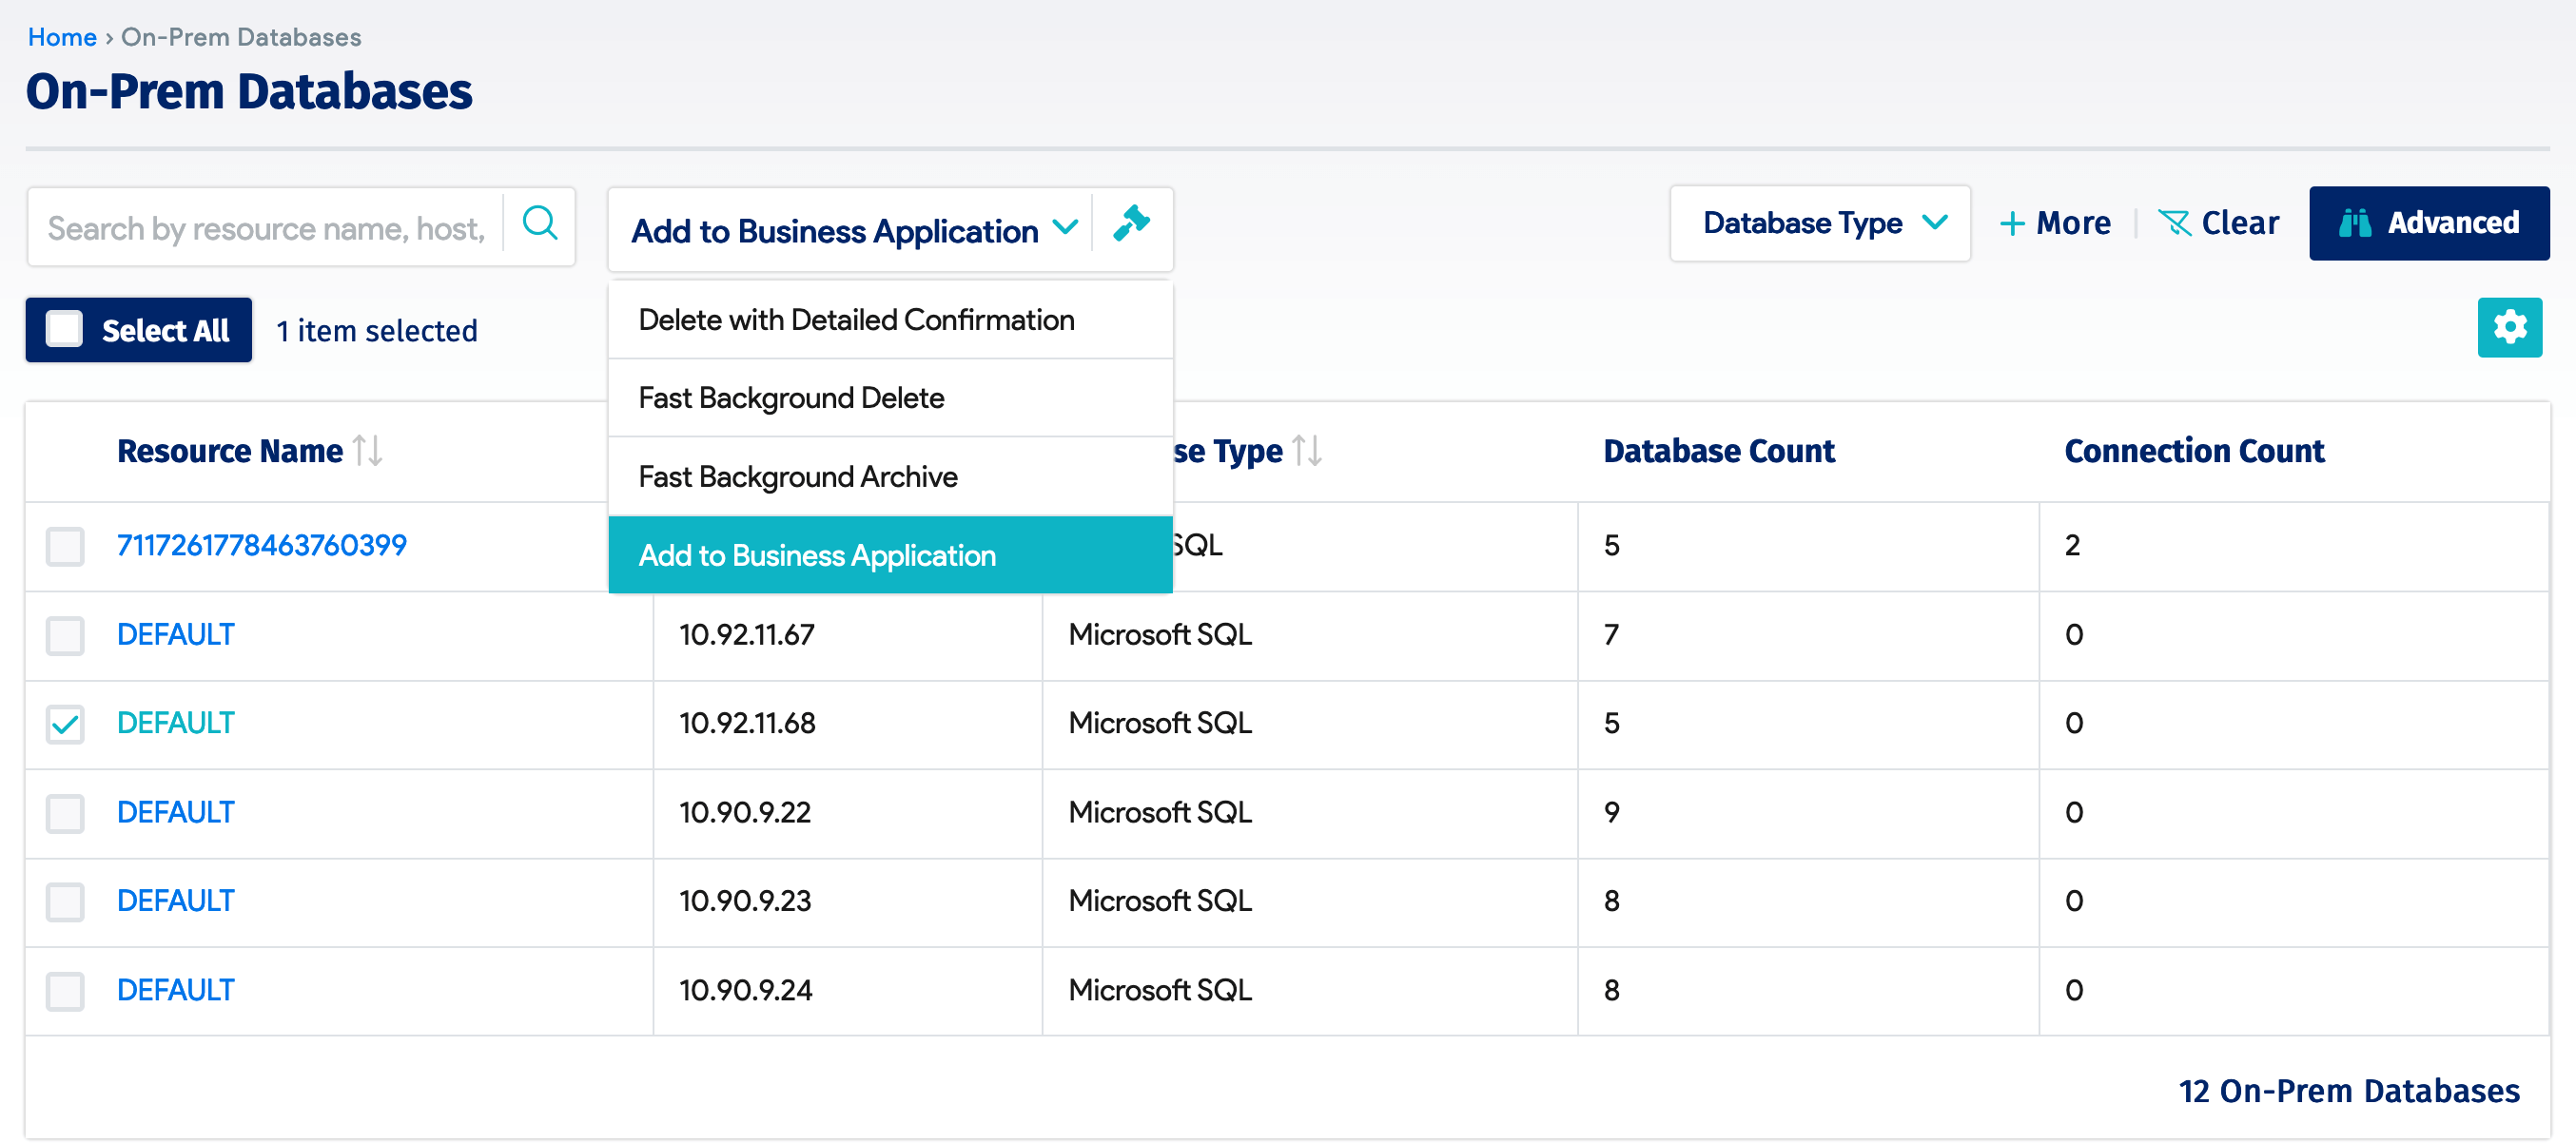 Home › On-Prem Databases
On-Prem Databases
Search by resource name, host,
Add to Business Application
Database Type
+ More
Clear
Advanced
Select All
1 item selected
Delete with Detailed Confirmation
Fast Background Delete
Fast Background Archive
Add to Business Application
Resource Name se Type Database Count Connection Count
7117261778463760399 SQL 5 2
DEFAULT 10.92.11.67 Microsoft SQL 7 0
DEFAULT 10.92.11.68 Microsoft SQL 5 0
DEFAULT 10.90.9.22 Microsoft SQL 9 0
DEFAULT 10.90.9.23 Microsoft SQL 8 0
DEFAULT 10.90.9.24 Microsoft SQL 8 0
12 On-Prem Databases